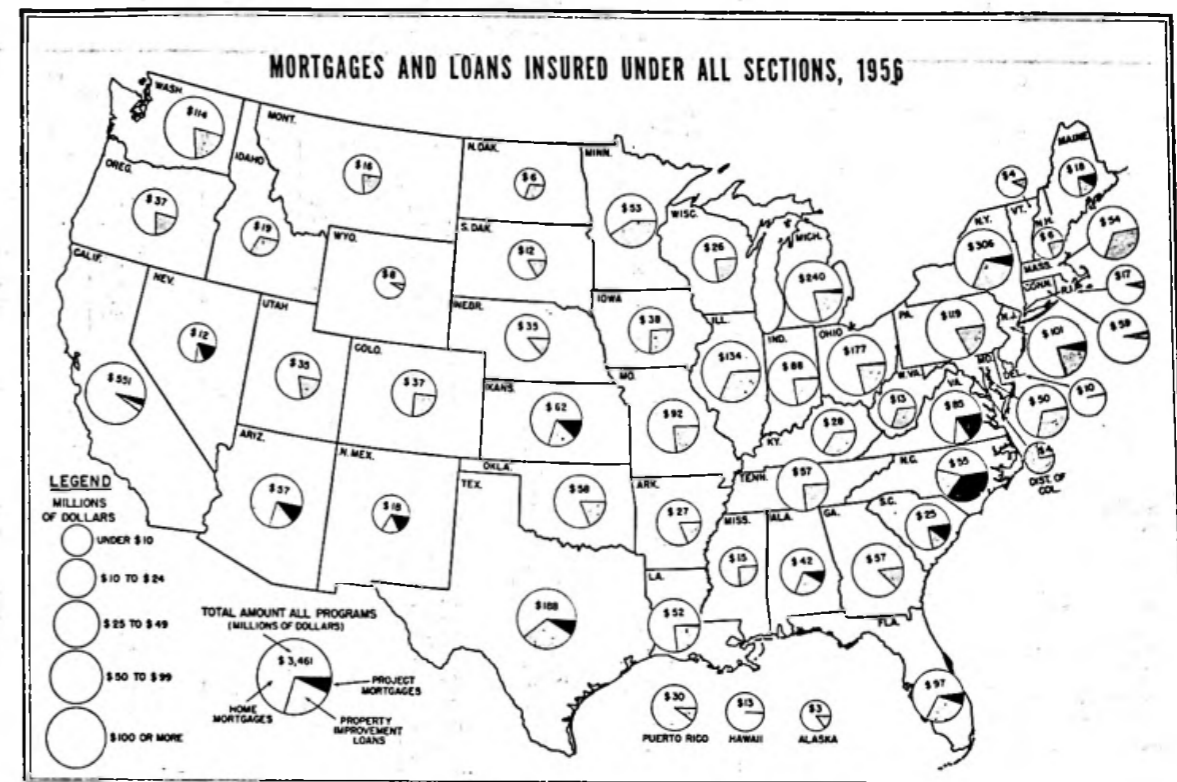 MORTGAGES AND LOANS INSURED UNDER ALL SECTIONS, 1956
WASH.
$114
MONT.
$16
N. DAK.
$6
MINN.
$53
IDAHO
$19
OREG.
$37
S. DAK.
$12
WISC.
$26
MICH.
$240
$4
VT.
MAINE
$18
N.H.
$6
$54
MASS.
N.Y.
$306
CONN.
R.I.
$17
CALIF.
$551
NEV.
$12
WYO.
$8
UTAH
$35
COLO.
$37
NEBR.
$35
IOWA
$38
ILL.
$134
IND.
$88
OHIO
$177
PA.
$119
N.J.
$101
MD.
DEL.
$10
$50
W. VA.
$13
VA.
$85
$4
DIST. OF
COL.
KANS.
$62
MO.
$92
KY.
$28
ARIZ.
$57
N. MEX.
$18
OKLA.
TEX.
ARK.
$27
TENN.
$57
N.C.
$55
S.C.
$25
MISS.
$15
ALA.
$42
GA.
$57
LA.
$52
$188
FLA.
$97
LEGEND
MILLIONS
OF DOLLARS
UNDER $10
$10 TO $24
$25 TO $49
$50 TO $99
$100 OR MORE
TOTAL AMOUNT ALL PROGRAMS
(MILLIONS OF DOLLARS)
$3,461
PROJECT
MORTGAGES
HOME
MORTGAGES
PROPERTY
IMPROVEMENT
LOANS
$30
PUERTO RICO
HAWAII
$3
ALASKA